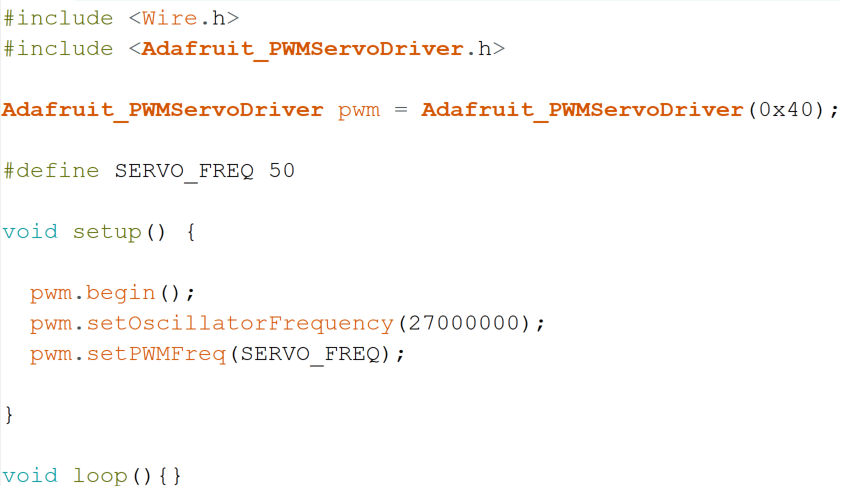 #include <Wire.h>
#include <Adafruit_PWMServoDriver.h>
Adafruit_PWMServoDriver pwm = Adafruit_PWMServoDriver(0x40);
#define SERVO_FREQ 50
void setup() {
pwm.begin();
pwm.setOscillatorFrequency(27000000);
pwm.setPWMFreq(SERVO_FREQ);
}
void loop(){}